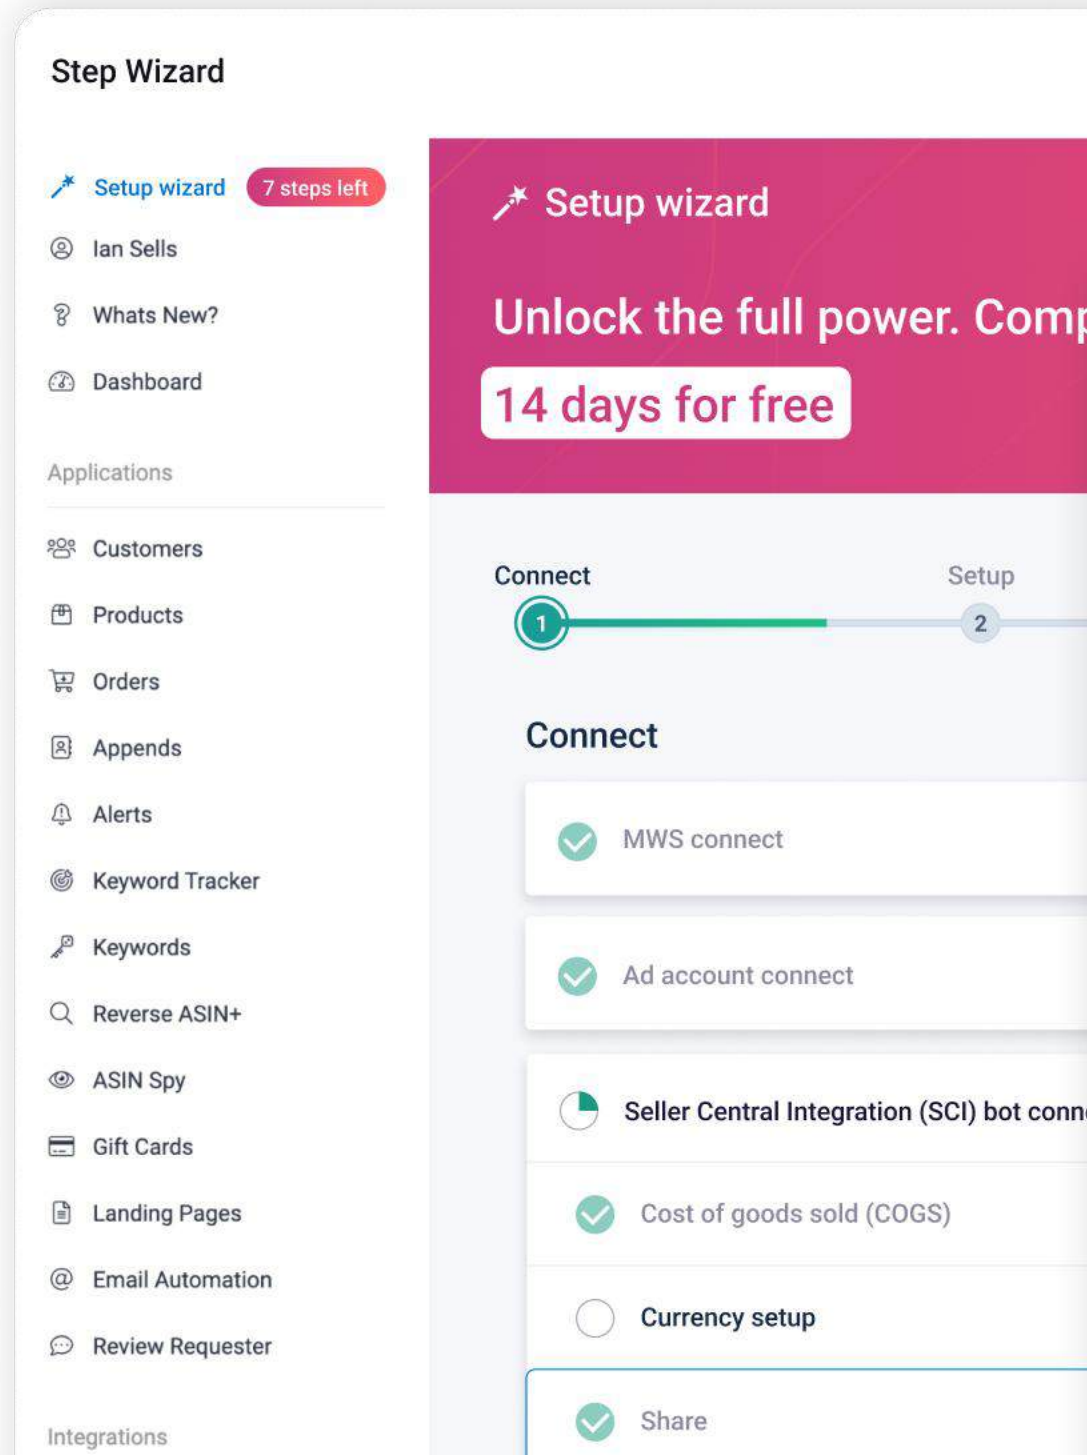 Step Wizard
Setup wizard 7 steps left
Ian Sells
Whats New?
Dashboard
Applications
Customers
Products
Orders
Appends
Alerts
Keyword Tracker
Keywords
Reverse ASIN+
ASIN Spy
Gift Cards
Landing Pages
Email Automation
Review Requester
Integrations
Setup wizard
Unlock the full power. Comp
14 days for free
Connect
Setup
1
2
Connect
MWS connect
Ad account connect
Seller Central Integration (SCI) bot conne
Cost of goods sold (COGS)
Currency setup
Share